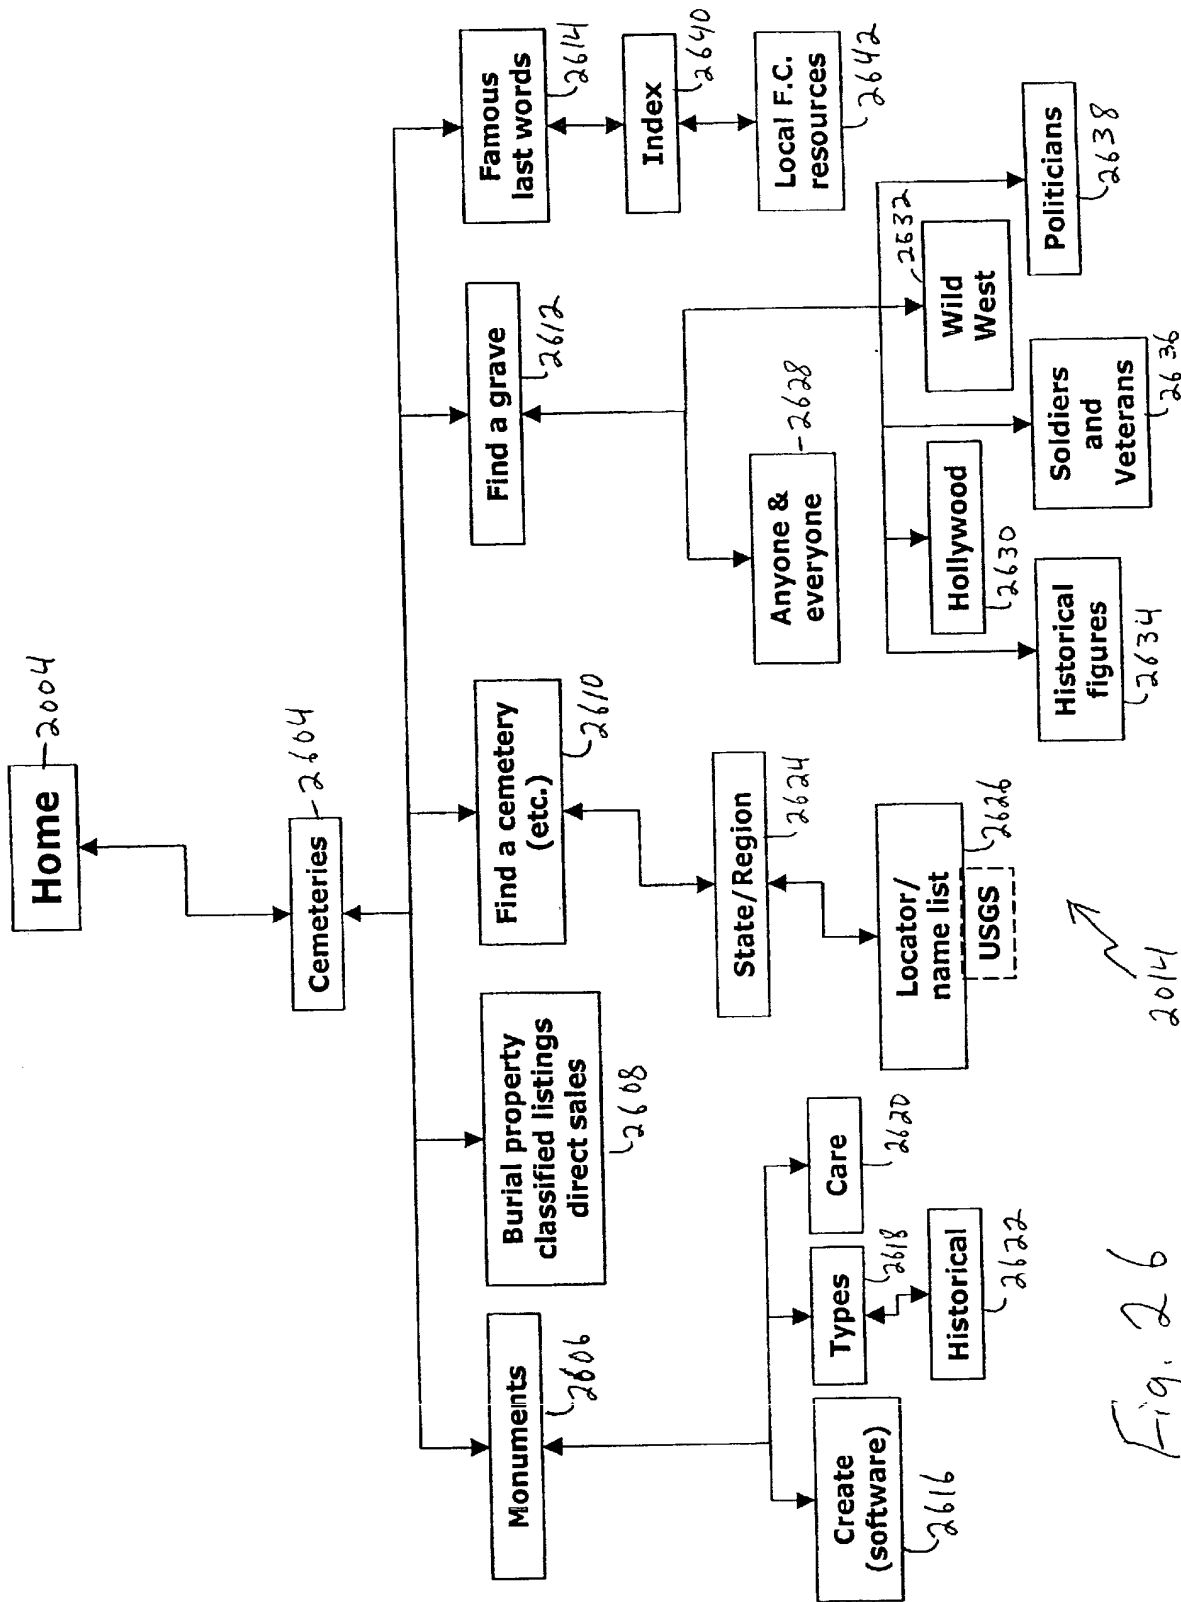 Home
2004
Cemeteries
2604
Monuments
2606
Burial property
classified listings
direct sales
2608
Find a cemetery
(etc.)
2610
Find a grave
2612
Famous
last words
2614
Create
(software)
2616
Types
2618
Care
2620
Historical
2622
State/Region
2624
Locator/
name list
2626
USGS
Anyone &
everyone
2628
Hollywood
2630
Wild
West
2632
Historical
figures
2634
Soldiers
and
Veterans
2636
Politicians
2638
Index
2640
Local F.C.
resources
2642
2014
Fig. 26